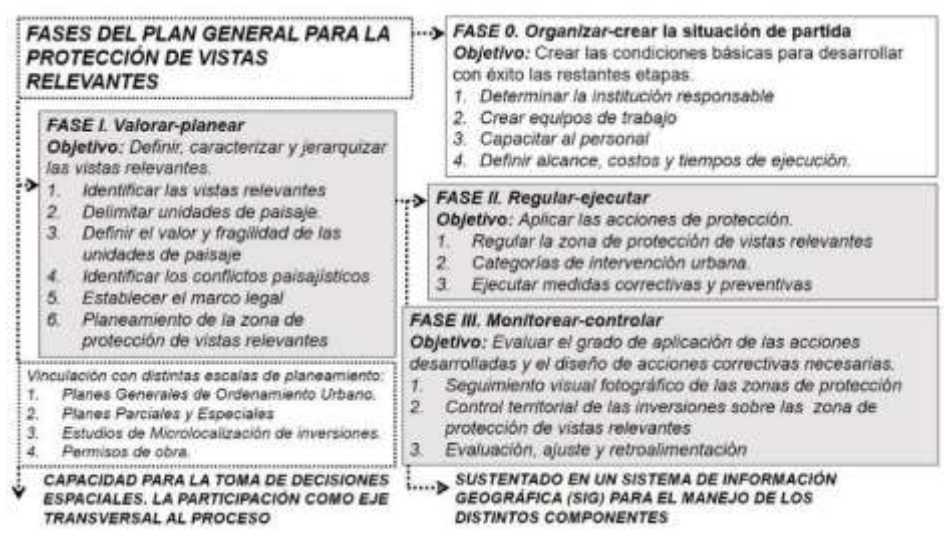 FASES DEL PLAN GENERAL PARA LA
PROTECCIÓN DE VISTAS
RELEVANTES
FASE 0. Organizar-crear la situación de partida
Objetivo: Crear las condiciones básicas para desarrollar
con éxito las restantes etapas.
1. Determinar la institución responsable
2. Crear equipos de trabajo
3. Capacitar al personal
4. Definir alcance, costos y tiempos de ejecución.
FASE I. Valorar-planear
Objetivo: Definir, caracterizar y jerarquizar
las vistas relevantes.
1. Identificar las vistas relevantes
2. Delimitar unidades de paisaje.
3. Definir el valor y fragilidad de las
unidades de paisaje
4. Identificar los conflictos paisajísticos
5. Establecer el marco legal
6. Planeamiento de la zona de
protección de vistas relevantes
FASE II. Regular-ejecutar
Objetivo: Aplicar las acciones de protección.
1. Regular la zona de protección de vistas relevantes
2. Categorías de intervención urbana.
3. Ejecutar medidas correctivas y preventivas
FASE III. Monitorear-controlar
Objetivo: Evaluar el grado de aplicación de las acciones
desarrolladas y el diseño de acciones correctivas necesarias.
1. Seguimiento visual fotográfico de las zonas de protección
2. Control territorial de las inversiones sobre las zona de
protección de vistas relevantes
3. Evaluación, ajuste y retroalimentación
Vinculación con distintas escalas de planeamiento:
1. Planes Generales de Ordenamiento Urbano.
2. Planes Parciales y Especiales
3. Estudios de Microlocalización de inversiones.
4. Permisos de obra.
CAPACIDAD PARA LA TOMA DE DECISIONES
ESPACIALES. LA PARTICIPACIÓN COMO EJE
TRANSVERSAL AL PROCESO
SUSTENTADO EN UN SISTEMA DE INFORMACIÓN
GEOGRÁFICA (SIG) PARA EL MANEJO DE LOS
DISTINTOS COMPONENTES